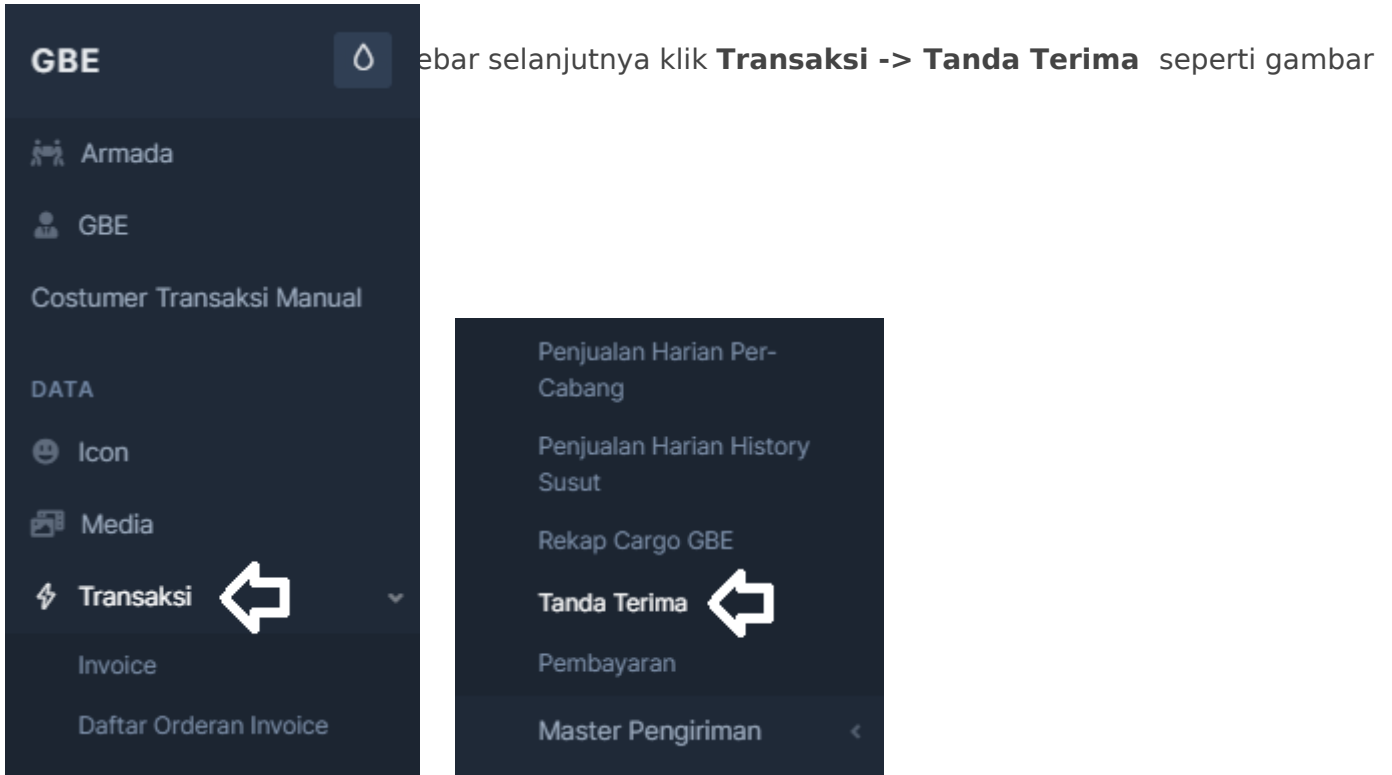 GBE
ebar selanjutnya klik Transaksi -> Tanda Terima seperti gambar
Armada
GBE
Costumer Transaksi Manual
DATA
Icon
Media
Transaksi
Invoice
Daftar Orderan Invoice
Penjualan Harian Per-
Cabang
Penjualan Harian History
Susut
Rekap Cargo GBE
Tanda Terima
Pembayaran
Master Pengiriman